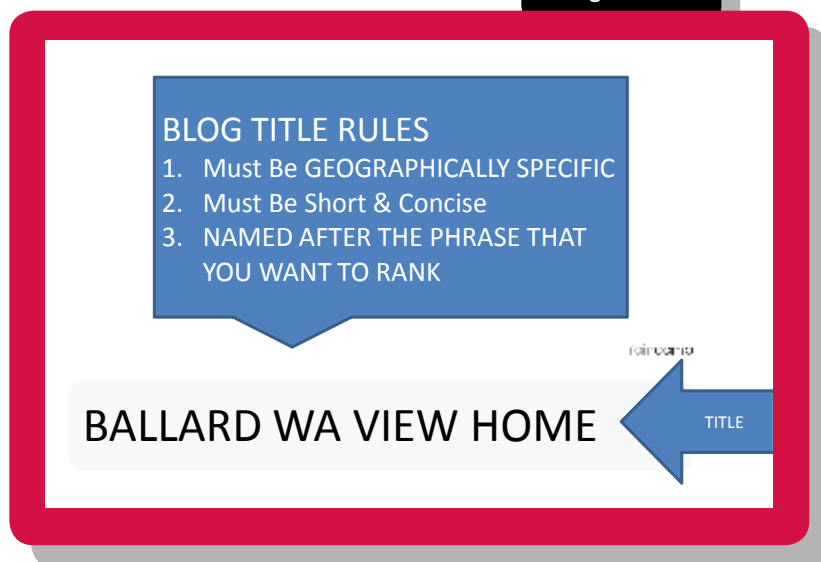 BLOG TITLE RULES
1. Must Be GEOGRAPHICALLY SPECIFIC
2. Must Be Short & Concise
3. NAMED AFTER THE PHRASE THAT
YOU WANT TO RANK
BALLARD WA VIEW HOME
TITLE